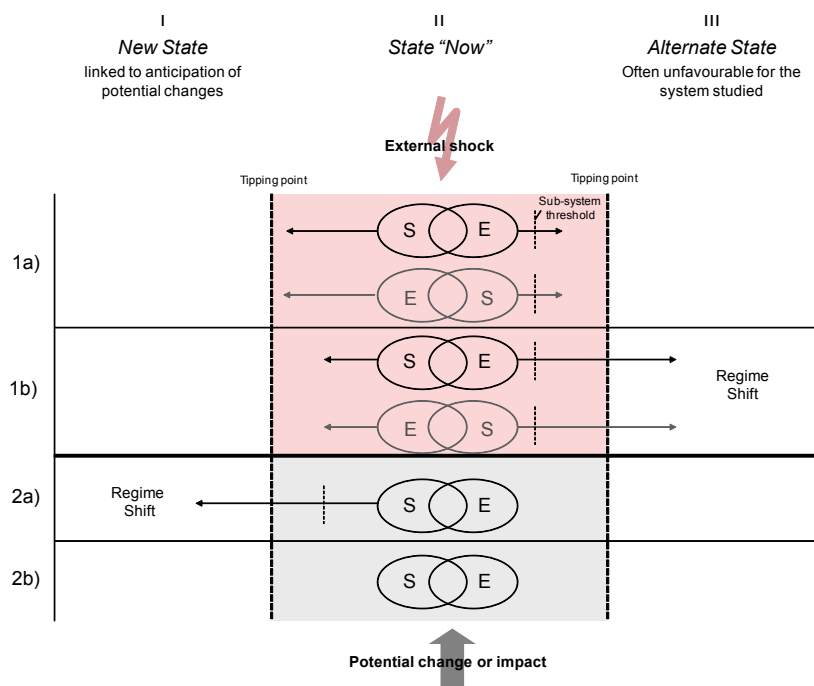 I
New State
linked to anticipation of
potential changes
II
State “Now”
III
Alternate State
Often unfavourable for the
system studied
External shock
Tipping point
Tipping point
Sub-system
threshold
1a)
S E
E S
1b)
S E
Regime
Shift
E S
2a)
Regime
Shift
S E
2b)
S E
Potential change or impact